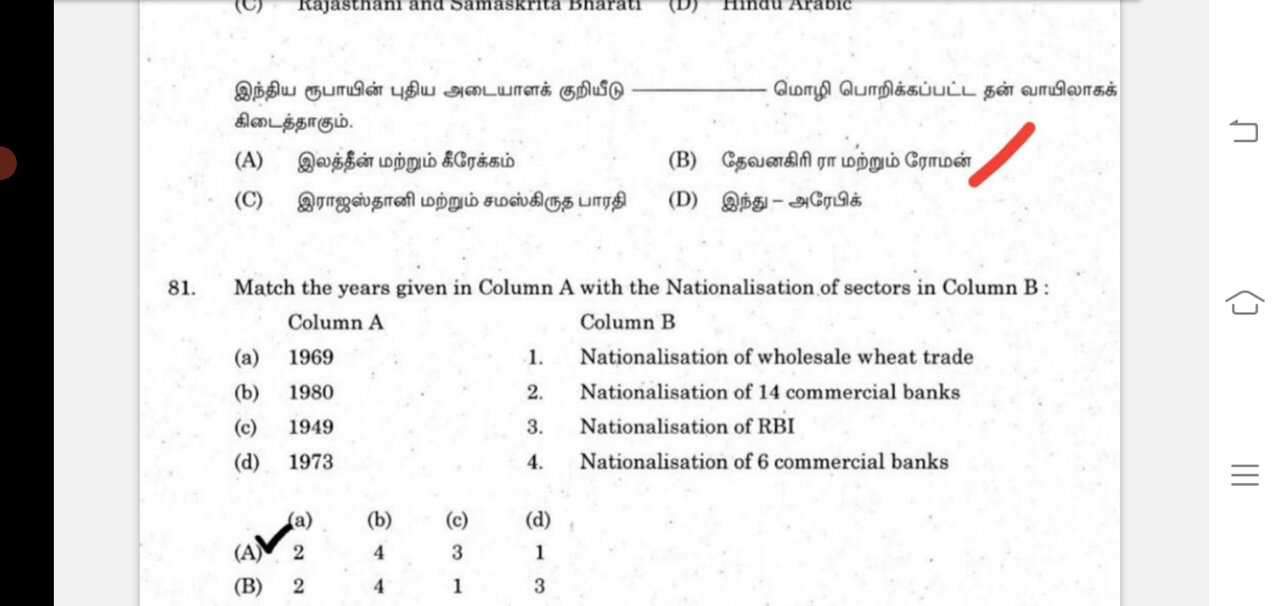 (C) Rajasthani and Samaskrita Bharati (D) Hindu Arabic
இந்திய ரூபாயின் புதிய அடையாளக் குறியீடு ———— மொழி பொறிக்கப்பட்ட தன் வாயிலாகக்
கிடைத்தாகும்.
(A) இலத்தீன் மற்றும் கீரேக்கம் (B) தேவனகிரி ரா மற்றும் ரோமன்
(C) இராஜஸ்தானி மற்றும் சமஸ்கிருத பாரதி (D) இந்து – அரேபிக்
81. Match the years given in Column A with the Nationalisation of sectors in Column B :
Column A Column B
(a) 1969 1. Nationalisation of wholesale wheat trade
(b) 1980 2. Nationalisation of 14 commercial banks
(c) 1949 3. Nationalisation of RBI
(d) 1973 4. Nationalisation of 6 commercial banks
(a) (b) (c) (d)
(A) 2 4 3 1
(B) 2 4 1 3